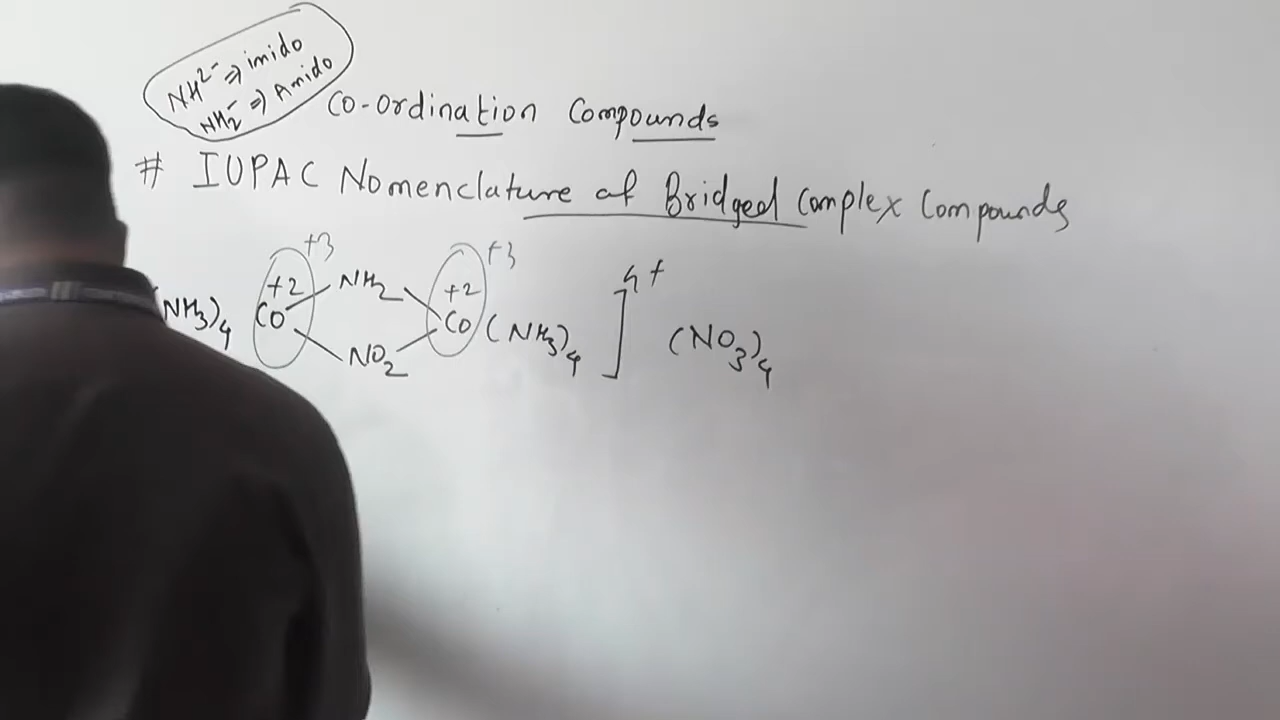 NH²⁻ ⇒ imido
NH₂⁻ ⇒ Amido
Co-ordination Compounds
# IUPAC Nomenclature of Bridged Complex Compounds
+3 +3
+2 NH₂ +2 ]⁴⁺
NH₃)₄ Co Co (NH₃)₄ (NO₃)₄
NO₂